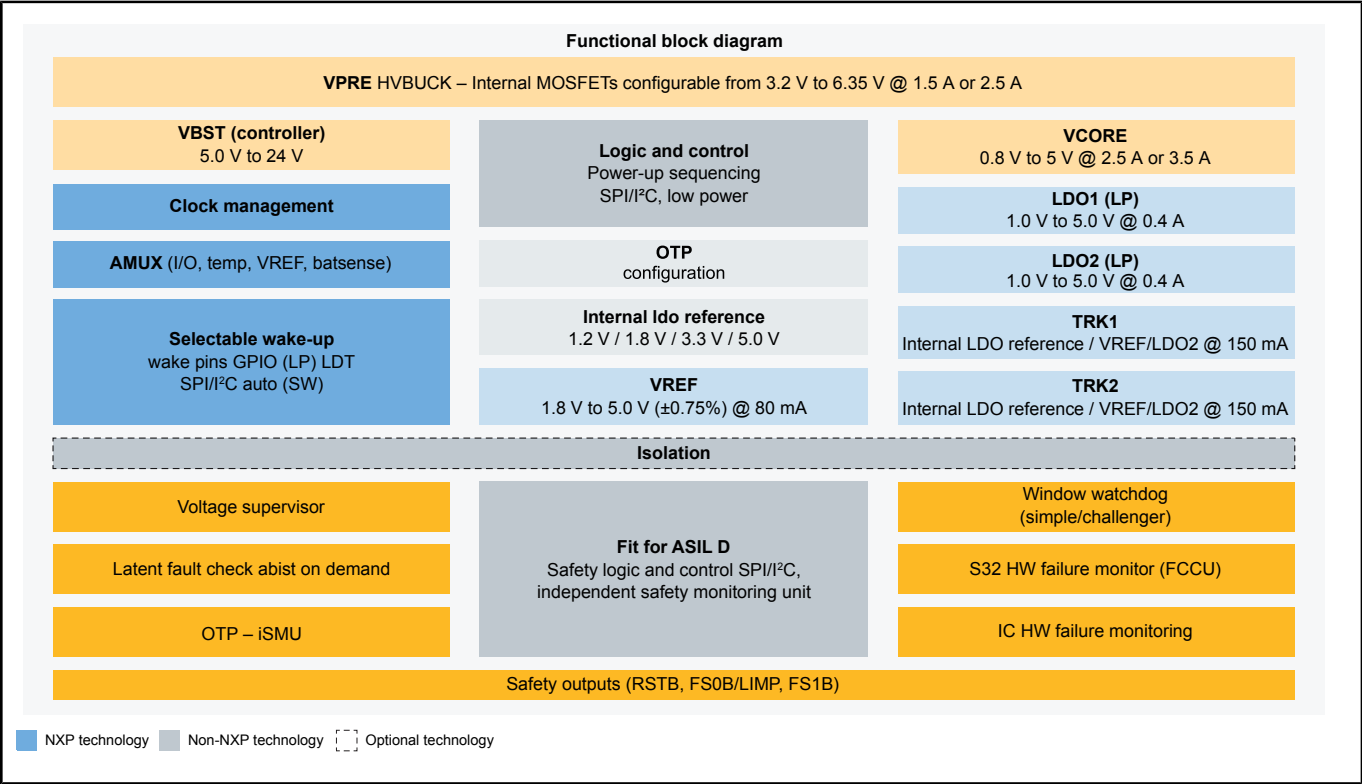 Functional block diagram
VPRE HVBUCK – Internal MOSFETs configurable from 3.2 V to 6.35 V @ 1.5 A or 2.5 A
VBST (controller)
5.0 V to 24 V
Clock management
AMUX (I/O, temp, VREF, batsense)
Selectable wake-up
wake pins GPIO (LP) LDT
SPI/I²C auto (SW)
Logic and control
Power-up sequencing
SPI/I²C, low power
OTP
configuration
Internal ldo reference
1.2 V / 1.8 V / 3.3 V / 5.0 V
VREF
1.8 V to 5.0 V (±0.75%) @ 80 mA
VCORE
0.8 V to 5 V @ 2.5 A or 3.5 A
LDO1 (LP)
1.0 V to 5.0 V @ 0.4 A
LDO2 (LP)
1.0 V to 5.0 V @ 0.4 A
TRK1
Internal LDO reference / VREF/LDO2 @ 150 mA
TRK2
Internal LDO reference / VREF/LDO2 @ 150 mA
Isolation
Voltage supervisor
Latent fault check abist on demand
OTP – iSMU
Fit for ASIL D
Safety logic and control SPI/I²C,
independent safety monitoring unit
Window watchdog
(simple/challenger)
S32 HW failure monitor (FCCU)
IC HW failure monitoring
Safety outputs (RSTB, FS0B/LIMP, FS1B)
NXP technology
Non-NXP technology
Optional technology